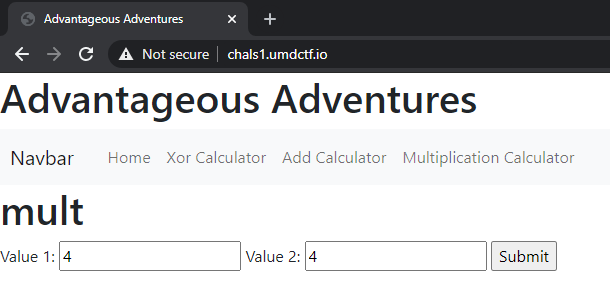 Advantageous Adventures
Not secure chals1.umdctf.io
Advantageous Adventures
Navbar Home Xor Calculator Add Calculator Multiplication Calculator
mult
Value 1: 4 Value 2: 4 Submit